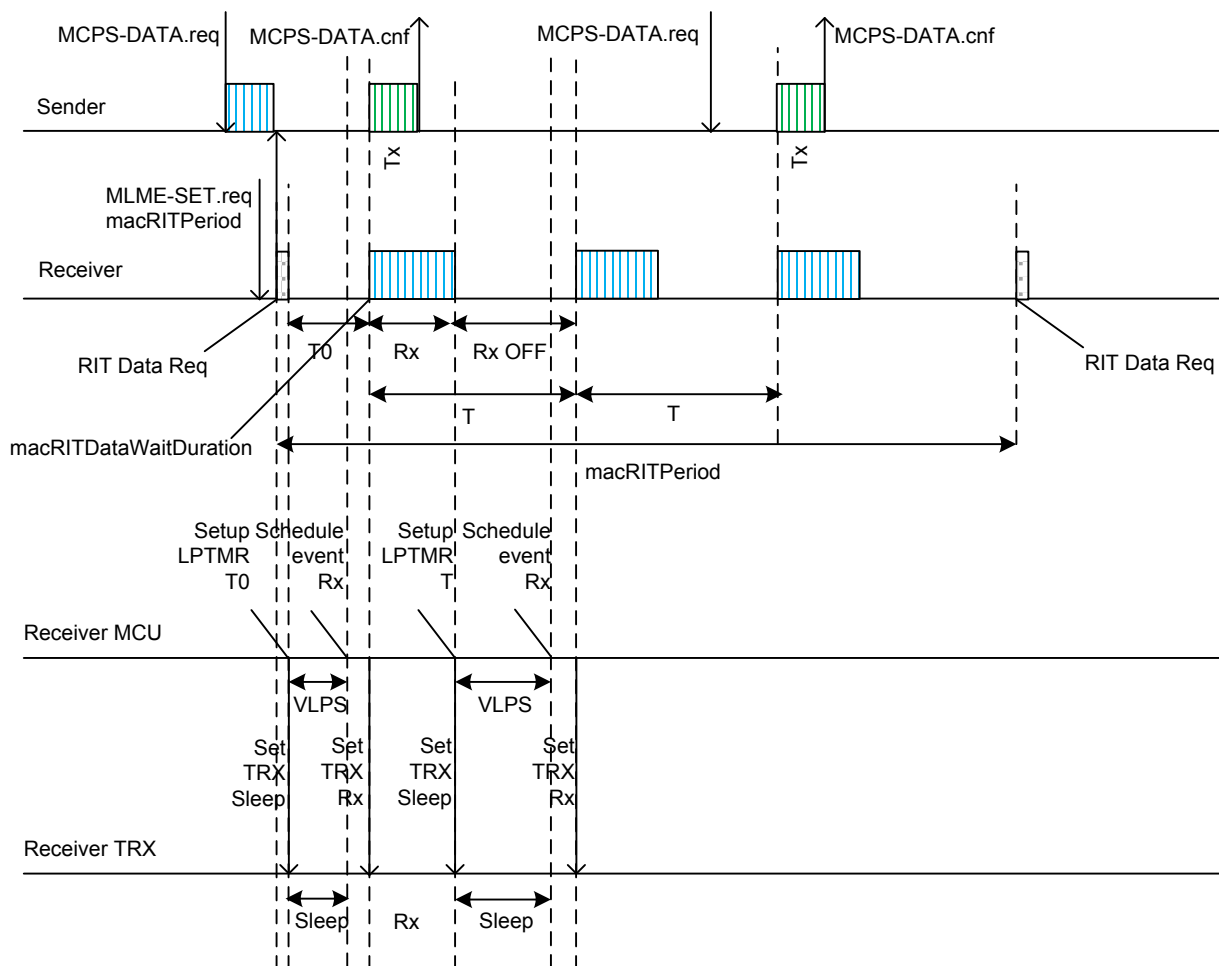 MCPS-DATA.req
MCPS-DATA.cnf
MCPS-DATA.req
MCPS-DATA.cnf
Sender
Tx
Tx
MLME-SET.req
macRITPeriod
Receiver
T0
Rx
Rx OFF
RIT Data Req
RIT Data Req
T
T
macRITDataWaitDuration
macRITPeriod
Setup
LPTMR
T0
Schedule
event
Rx
Setup
LPTMR
T
Schedule
event
Rx
Receiver MCU
VLPS
VLPS
Set
TRX
Sleep
Set
TRX
Rx
Set
TRX
Sleep
Set
TRX
Rx
Receiver TRX
Sleep
Rx
Sleep